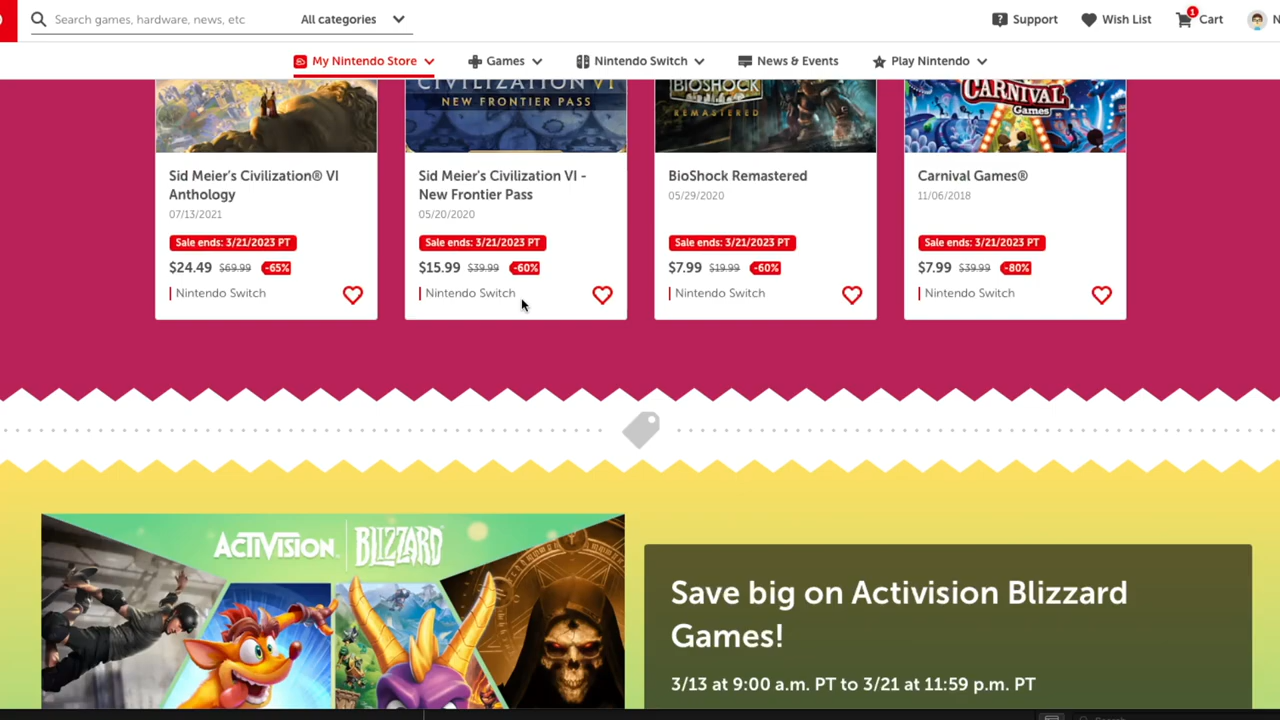 Search games, hardware, news, etc
All categories
Support
Wish List
1
Cart
My Nintendo Store
Games
Nintendo Switch
News & Events
Play Nintendo
CIVILIZATION VI
NEW FRONTIER PASS
BIOSHOCK
REMASTERED
CARNIVAL
Games
Sid Meier's Civilization® VI
Anthology
07/13/2021
Sale ends: 3/21/2023 PT
$24.49 $69.99 -65%
Nintendo Switch
Sid Meier's Civilization VI -
New Frontier Pass
05/20/2020
Sale ends: 3/21/2023 PT
$15.99 $39.99 -60%
Nintendo Switch
BioShock Remastered
05/29/2020
Sale ends: 3/21/2023 PT
$7.99 $19.99 -60%
Nintendo Switch
Carnival Games®
11/06/2018
Sale ends: 3/21/2023 PT
$7.99 $39.99 -80%
Nintendo Switch
ACTIVISION
BLIZZARD
Save big on Activision Blizzard
Games!
3/13 at 9:00 a.m. PT to 3/21 at 11:59 p.m. PT